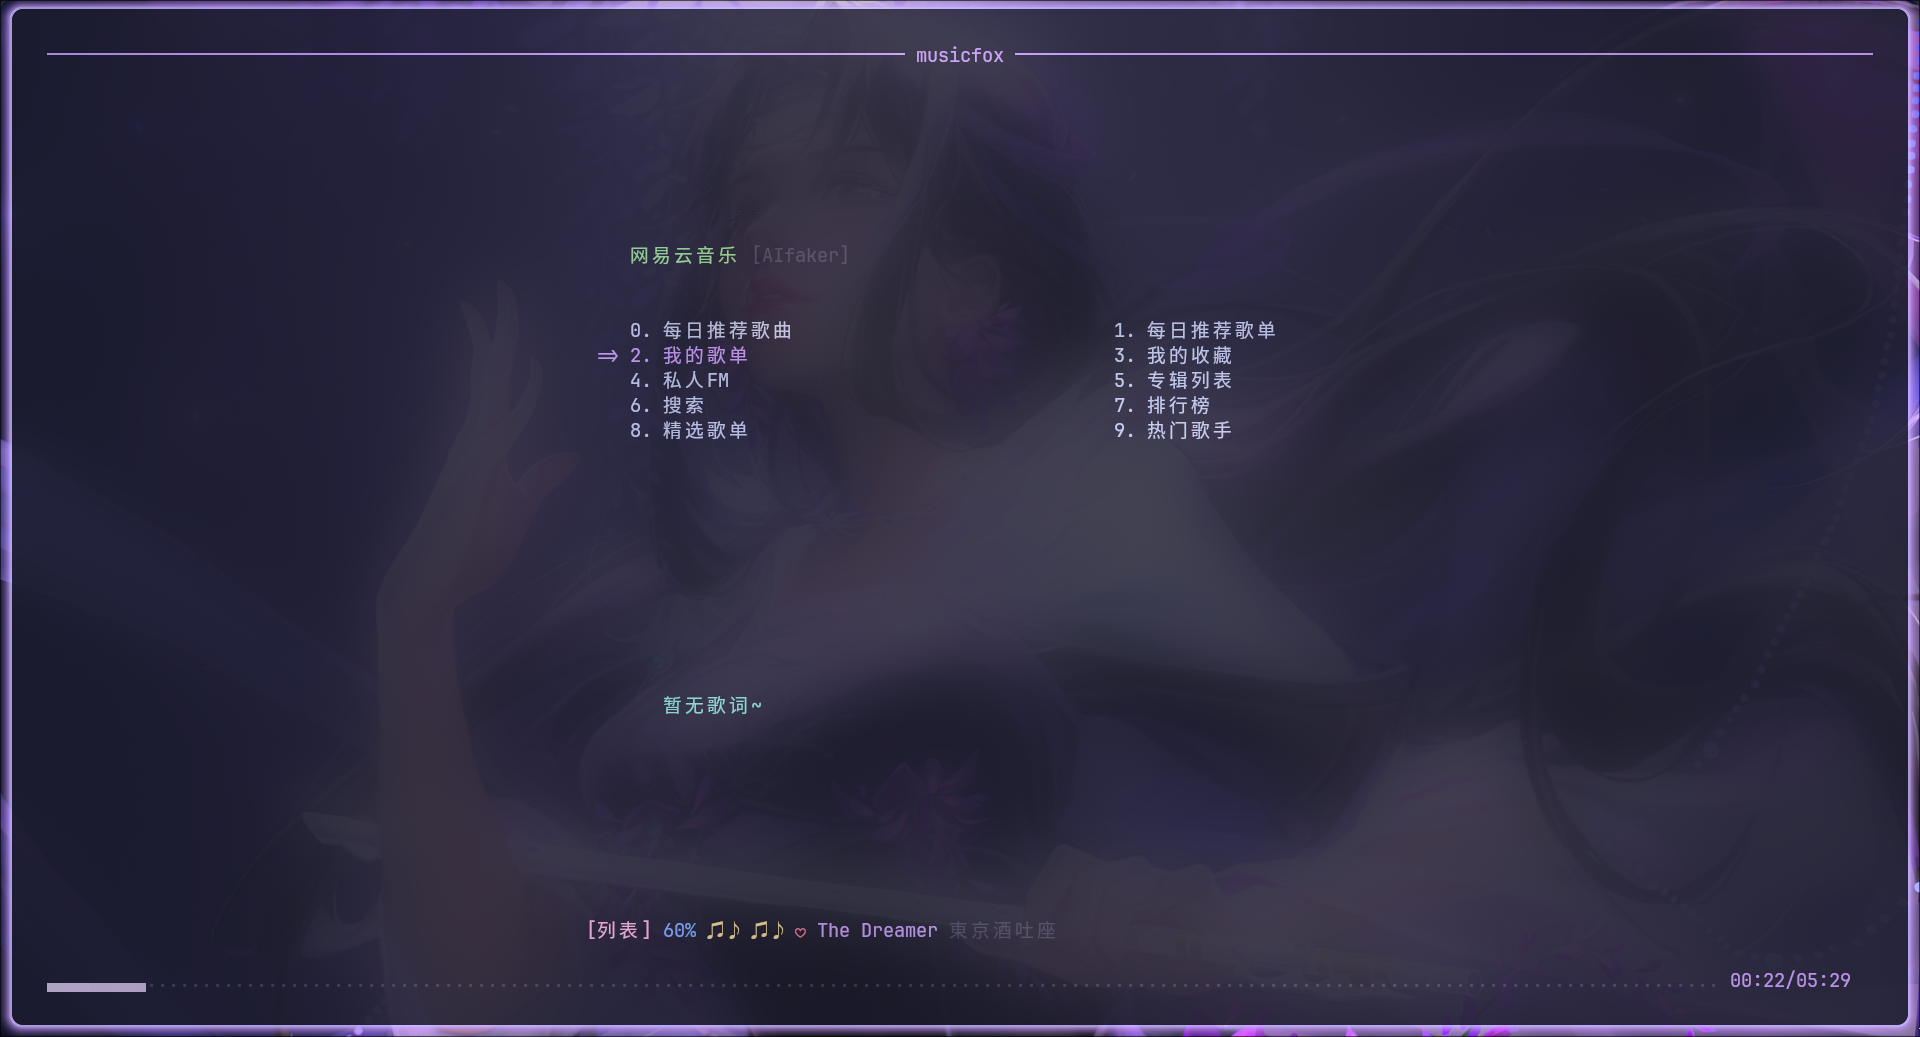 musicfox
网易云音乐 [AIfaker]
0. 每日推荐歌曲 1. 每日推荐歌单
=> 2. 我的歌单 3. 我的收藏
4. 私人FM 5. 专辑列表
6. 搜索 7. 排行榜
8. 精选歌单 9. 热门歌手
暂无歌词~
[列表] 60% ♫♪ ♫♪ ♡ The Dreamer 東京酒吐座
00:22/05:29